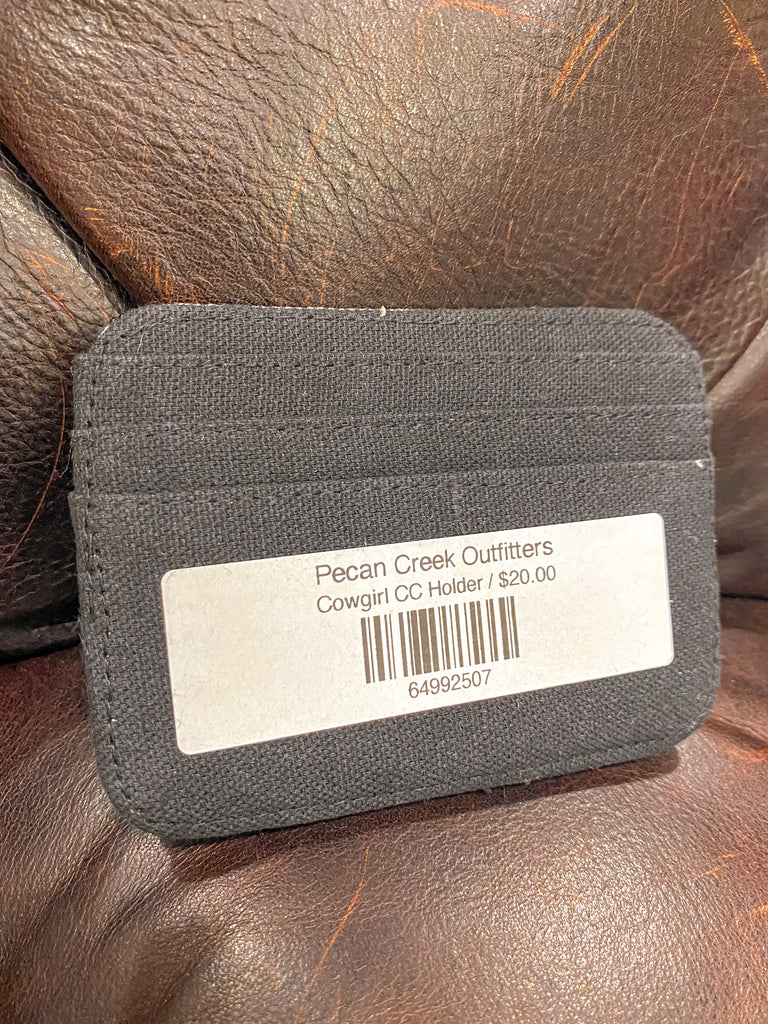 Pecan Creek Outfitters
Cowgirl CC Holder / $20.00
64992507